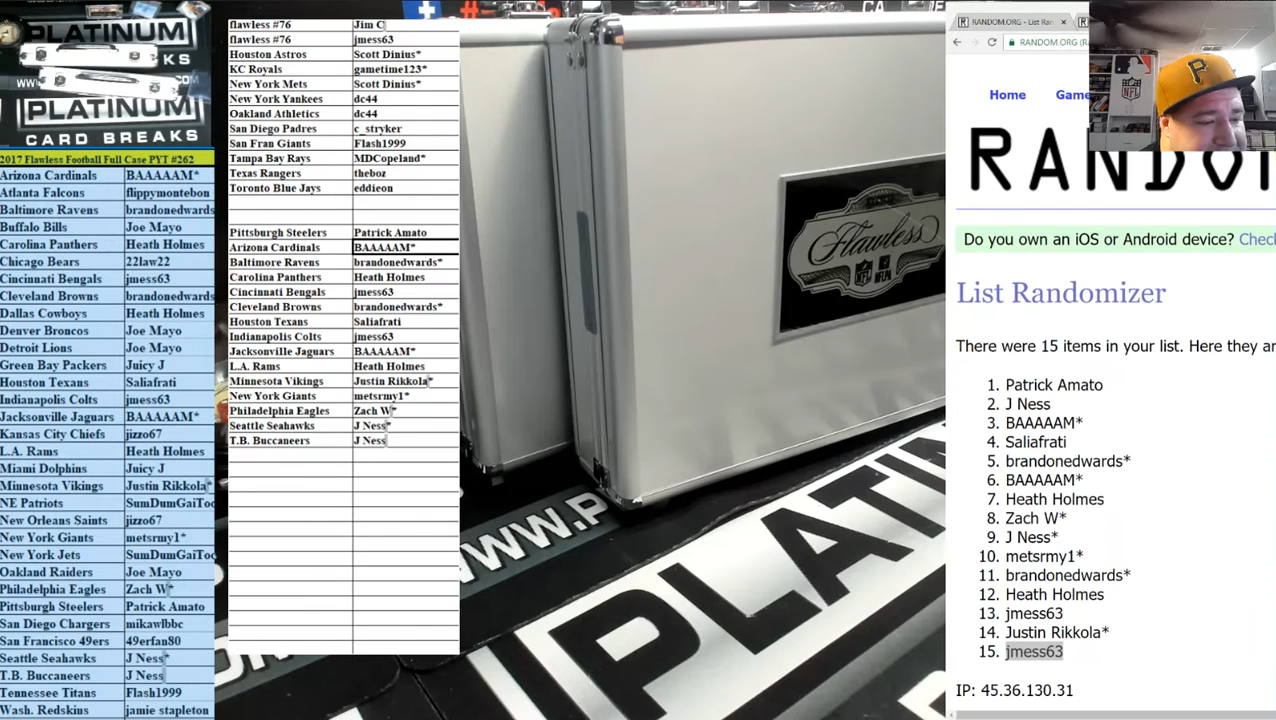 PLATINUM
BREAKS
WWW
PLATINUM
CARD BREAKS
2017 Flawless Football Full Case PYT #262
Arizona Cardinals BAAAAAM*
Atlanta Falcons flippymontebon
Baltimore Ravens brandonedwards
Buffalo Bills Joe Mayo
Carolina Panthers Heath Holmes
Chicago Bears 22law22
Cincinnati Bengals jmess63
Cleveland Browns brandonedwards
Dallas Cowboys Heath Holmes
Denver Broncos Joe Mayo
Detroit Lions Joe Mayo
Green Bay Packers Juicy J
Houston Texans Saliafrati
Indianapolis Colts jmess63
Jacksonville Jaguars BAAAAAM*
Kansas City Chiefs jizzo67
L.A. Rams Heath Holmes
Miami Dolphins Juicy J
Minnesota Vikings Justin Rikkola*
NE Patriots SumDumGaiToo
New Orleans Saints jizzo67
New York Giants metsrmy1*
New York Jets SumDumGaiToo
Oakland Raiders Joe Mayo
Philadelphia Eagles Zach W*
Pittsburgh Steelers Patrick Amato
San Diego Chargers mikawlbbc
San Francisco 49ers 49erfan80
Seattle Seahawks J Ness*
T.B. Buccaneers J Ness
Tennessee Titans Flash1999
Wash. Redskins jamie stapleton
flawless #76 Jim C
flawless #76 jmess63
Houston Astros Scott Dinius*
KC Royals gametime123*
New York Mets Scott Dinius*
New York Yankees dc44
Oakland Athletics dc44
San Diego Padres c_stryker
San Fran Giants Flash1999
Tampa Bay Rays MDCopeland*
Texas Rangers theboz
Toronto Blue Jays eddieon
Pittsburgh Steelers Patrick Amato
Arizona Cardinals BAAAAAM*
Baltimore Ravens brandonedwards*
Carolina Panthers Heath Holmes
Cincinnati Bengals jmess63
Cleveland Browns brandonedwards*
Houston Texans Saliafrati
Indianapolis Colts jmess63
Jacksonville Jaguars BAAAAAM*
L.A. Rams Heath Holmes
Minnesota Vikings Justin Rikkola*
New York Giants metsrmy1*
Philadelphia Eagles Zach W*
Seattle Seahawks J Ness*
T.B. Buccaneers J Ness
Flawless
NFL
NFLPA
WWW.P
PLATINUM
RANDOM.ORG - List Ran
RANDOM.ORG (R
NFL
P
Home Game
RANDOM
Do you own an iOS or Android device? Check
List Randomizer
There were 15 items in your list. Here they ar
1. Patrick Amato
2. J Ness
3. BAAAAAM*
4. Saliafrati
5. brandonedwards*
6. BAAAAAM*
7. Heath Holmes
8. Zach W*
9. J Ness*
10. metsrmy1*
11. brandonedwards*
12. Heath Holmes
13. jmess63
14. Justin Rikkola*
15. jmess63
IP: 45.36.130.31